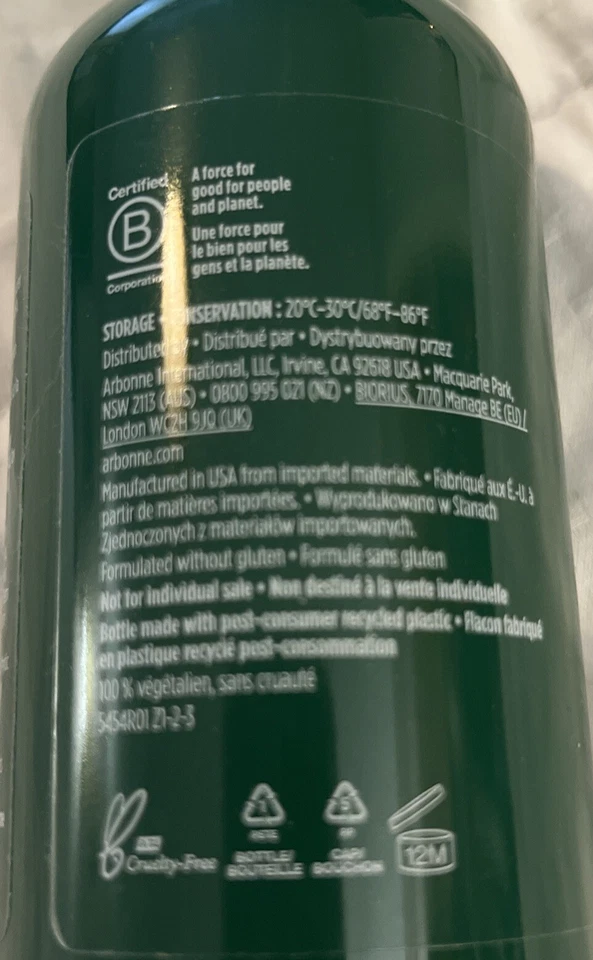 Certified
B
Corporation
A force for
good for people
and planet.
Une force pour
le bien pour les
gens et la planète.
STORAGE • CONSERVATION : 20°C–30°C/68°F–86°F
Distributed by • Distribué par • Dystrybuowany przez
Arbonne International, LLC, Irvine, CA 92618 USA • Macquarie Park,
NSW 2113 (AUS) • 0800 995 021 (NZ) • BIORIUS, 7170 Manage BE (EU) /
London WC2H 9JQ (UK)
arbonne.com
Manufactured in USA from imported materials. • Fabriqué aux É.-U. à
partir de matières importées. • Wyprodukowano w Stanach
Zjednoczonych z materiałów importowanych.
Formulated without gluten • Formulé sans gluten
Not for individual sale • Non destiné à la vente individuelle
Bottle made with post-consumer recycled plastic • Flacon fabriqué
en plastique recyclé post-consommation
100 % végétalien, sans cruauté
5454R01 Z1-2-3
Cruelty-Free
1
PETE
BOTTLE/
BOUTEILLE
5
PP
CAP/
BOUCHON
12M